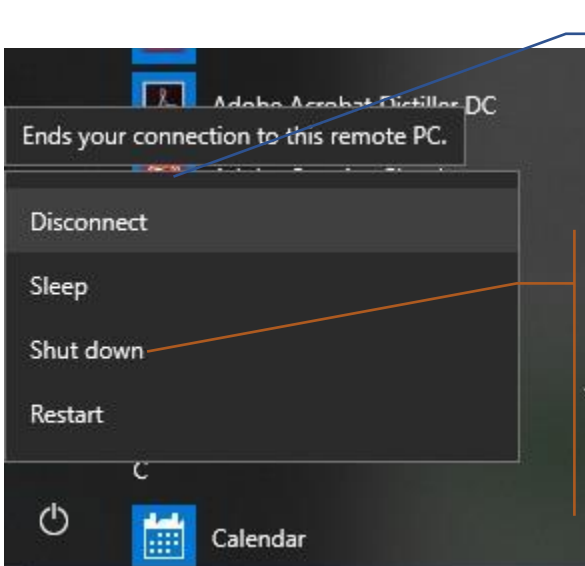 Adobe Acrobat Distiller DC
Ends your connection to this remote PC.
Disconnect
Sleep
Shut down
Restart
C
Calendar